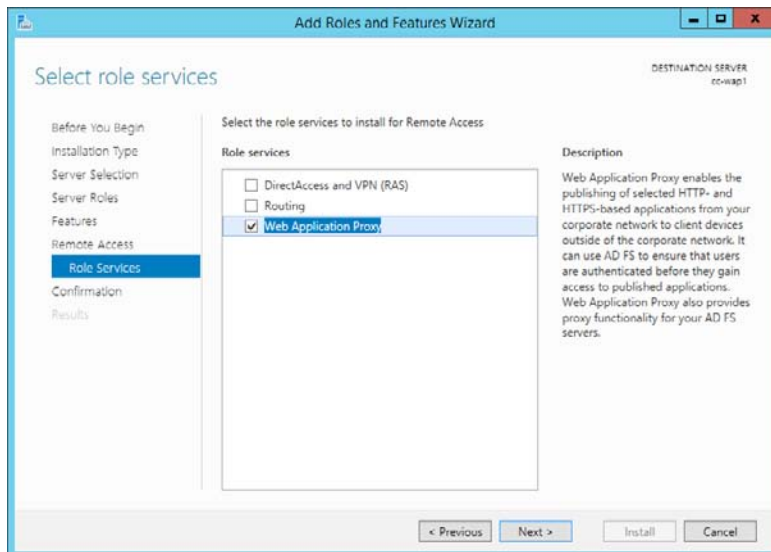 Add Roles and Features Wizard
Select role services
DESTINATION SERVER
cc-wap1
Before You Begin
Installation Type
Server Selection
Server Roles
Features
Remote Access
Role Services
Confirmation
Results
Select the role services to install for Remote Access
Role services
DirectAccess and VPN (RAS)
Routing
Web Application Proxy
Description
Web Application Proxy enables the
publishing of selected HTTP- and
HTTPS-based applications from your
corporate network to client devices
outside of the corporate network. It
can use AD FS to ensure that users
are authenticated before they gain
access to published applications.
Web Application Proxy also provides
proxy functionality for your AD FS
servers.
< Previous
Next >
Install
Cancel